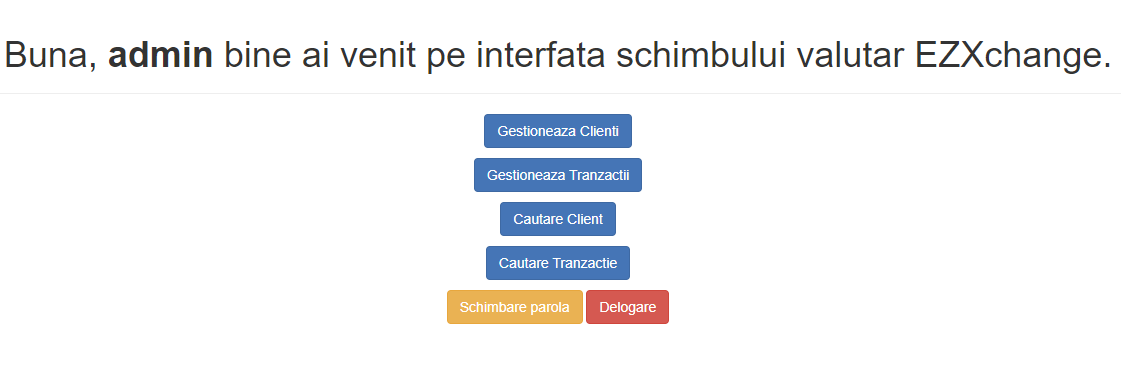 Buna, admin bine ai venit pe interfata schimbului valutar EZXchange.
Gestioneaza Clienti
Gestioneaza Tranzactii
Cautare Client
Cautare Tranzactie
Schimbare parola Delogare